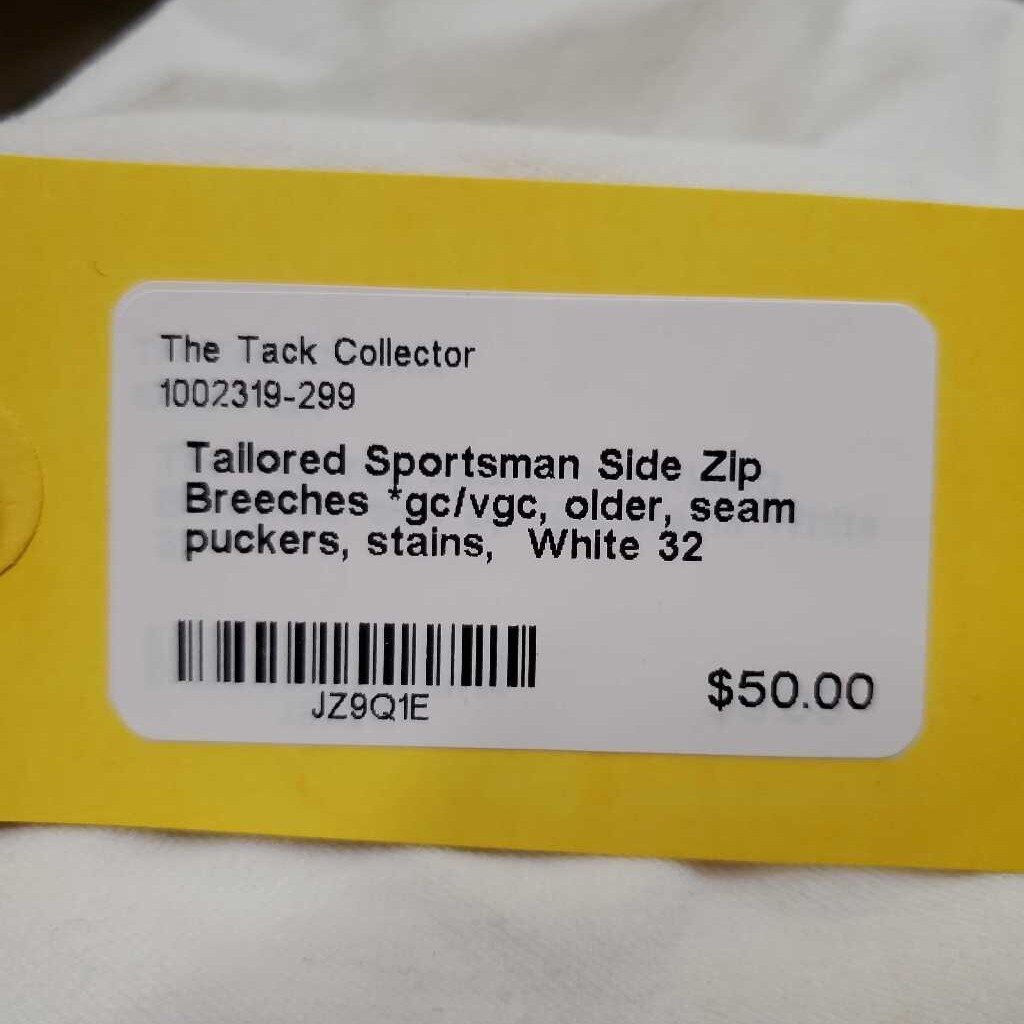 The Tack Collector
1002319-299
Tailored Sportsman Side Zip
Breeches *gc/vgc, older, seam
puckers, stains, White 32
JZ9Q1E
$50.00